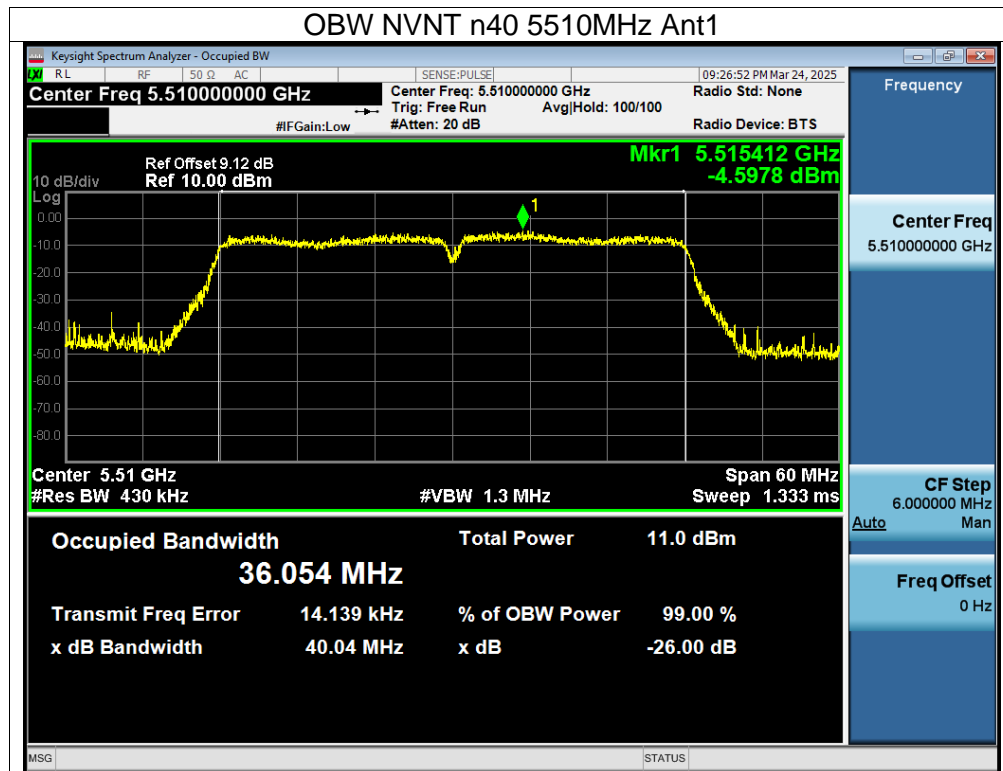 OBW NVNT n40 5510MHz Ant1
Keysight Spectrum Analyzer - Occupied BW
LXI RL RF 50 Ω AC SENSE:PULSE 09:26:52 PM Mar 24, 2025
Center Freq 5.510000000 GHz
Center Freq: 5.510000000 GHz
Radio Std: None
Trig: Free Run Avg|Hold: 100/100
#IFGain:Low
#Atten: 20 dB
Radio Device: BTS
Frequency
Ref Offset 9.12 dB
Ref 10.00 dBm
10 dB/div
Log
Mkr1 5.515412 GHz
-4.5978 dBm
1
0.00
-10.0
-20.0
-30.0
-40.0
-50.0
-60.0
-70.0
-80.0
Center 5.51 GHz
Span 60 MHz
#Res BW 430 kHz
#VBW 1.3 MHz
Sweep 1.333 ms
Center Freq
5.510000000 GHz
CF Step
6.000000 MHz
Auto Man
Freq Offset
0 Hz
Occupied Bandwidth
36.054 MHz
Total Power 11.0 dBm
Transmit Freq Error 14.139 kHz
% of OBW Power 99.00 %
x dB Bandwidth 40.04 MHz
x dB -26.00 dB
MSG
STATUS